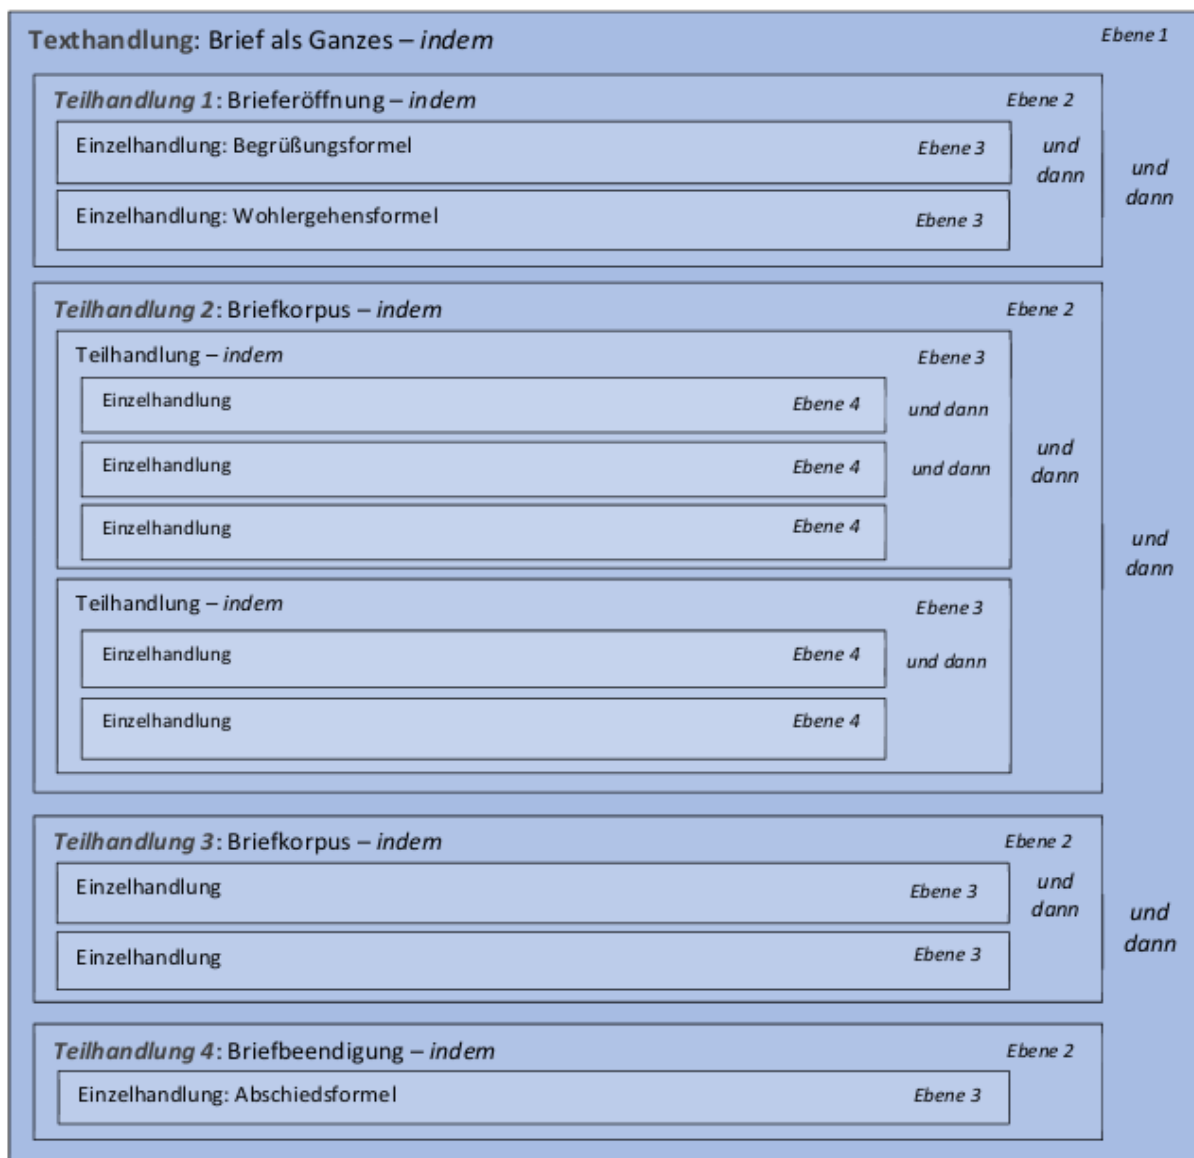 Texthandlung: Brief als Ganzes – indem Ebene 1
Teilhandlung 1: Brieferöffnung – indem Ebene 2
Einzelhandlung: Begrüßungsformel Ebene 3
und
dann
Einzelhandlung: Wohlergehensformel Ebene 3
und
dann
Teilhandlung 2: Briefkorpus – indem Ebene 2
Teilhandlung – indem Ebene 3
Einzelhandlung Ebene 4 und dann
Einzelhandlung Ebene 4 und dann
Einzelhandlung Ebene 4
und
dann
Teilhandlung – indem Ebene 3
Einzelhandlung Ebene 4 und dann
Einzelhandlung Ebene 4
und
dann
Teilhandlung 3: Briefkorpus – indem Ebene 2
Einzelhandlung Ebene 3
und
dann
Einzelhandlung Ebene 3
und
dann
Teilhandlung 4: Briefbeendigung – indem Ebene 2
Einzelhandlung: Abschiedsformel Ebene 3